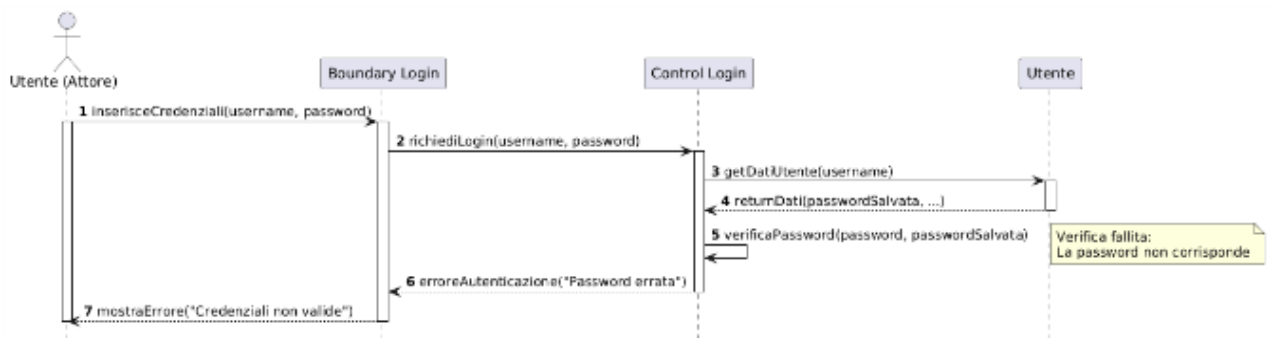 Utente (Attore)
Boundary Login
Control Login
Utente
1 inserisceCredenziali(username, password)
2 richiediLogin(username, password)
3 getDatiUtente(username)
4 returnDati(passwordSalvata, ...)
5 verificaPassword(password, passwordSalvata)
Verifica fallita:
La password non corrisponde
6 erroreAutenticazione("Password errata")
7 mostraErrore("Credenziali non valide")